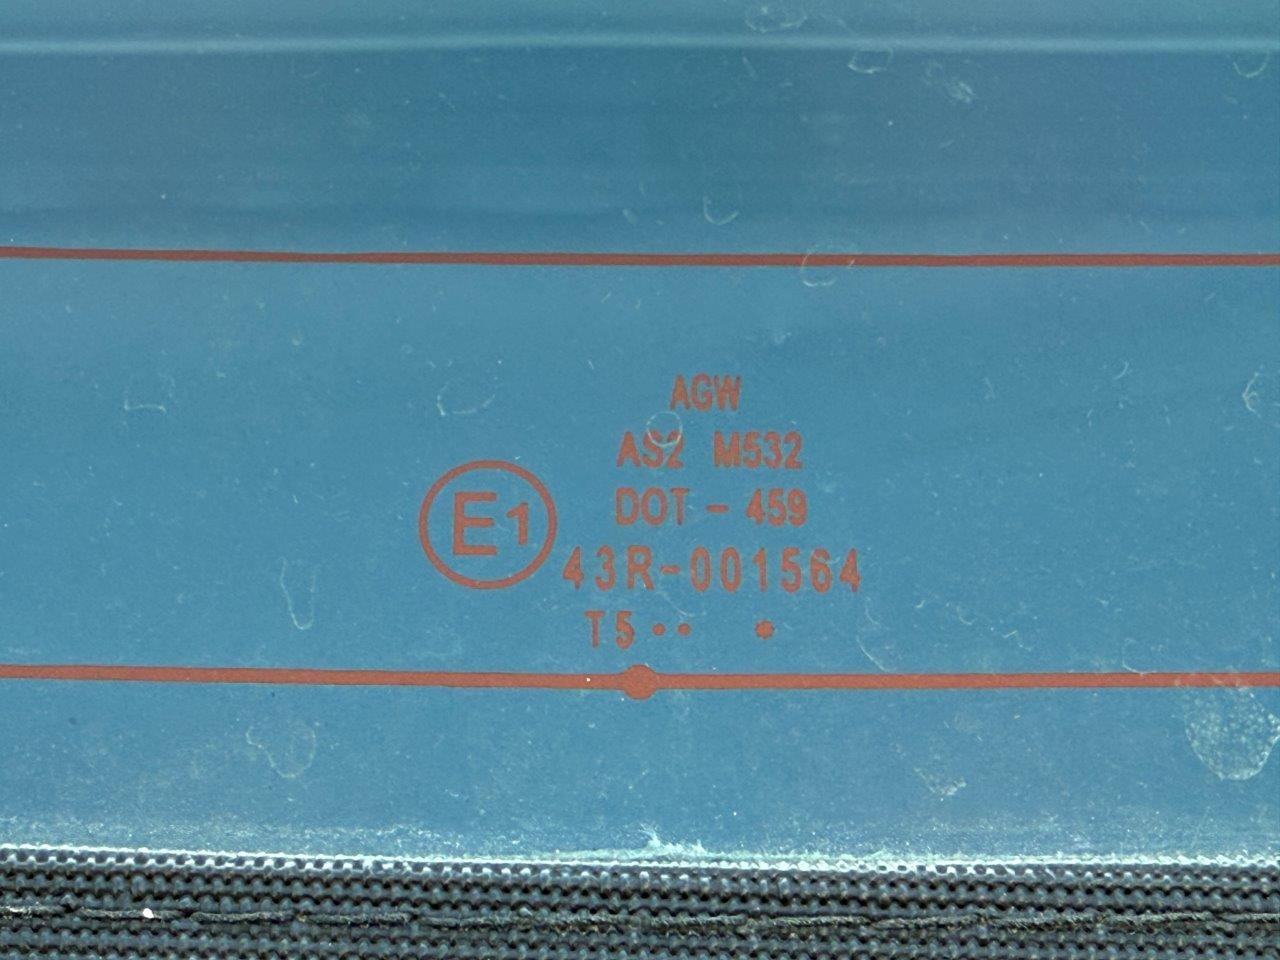 AGW
AS2 M532
DOT - 459
E1
43R-001564
T5•• •